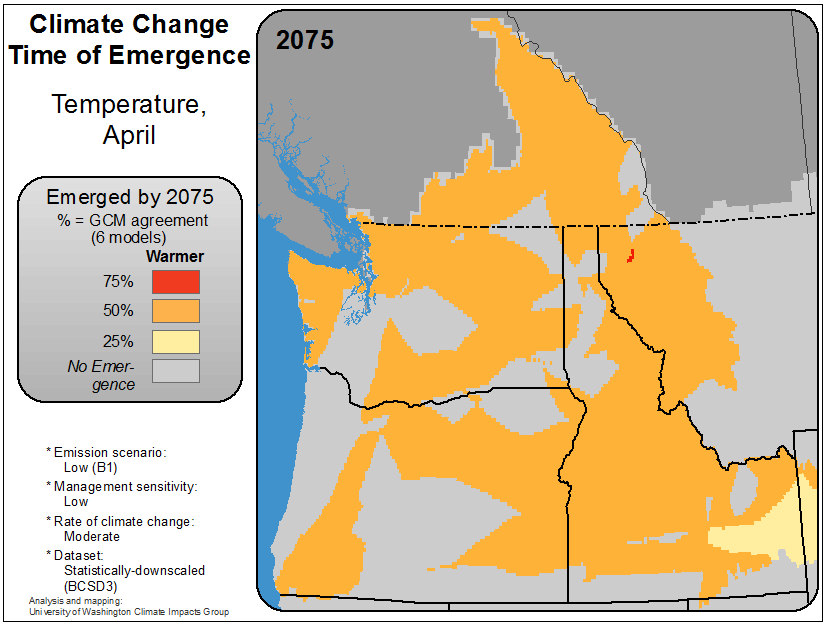 Climate Change
Time of Emergence
Temperature,
April
Emerged by 2075
% = GCM agreement
(6 models)
Warmer
75%
50%
25%
No Emer-
gence
* Emission scenario:
Low (B1)
* Management sensitivity:
Low
* Rate of climate change:
Moderate
* Dataset:
Statistically-downscaled
(BCSD3)
Analysis and mapping:
University of Washington Climate Impacts Group
2075